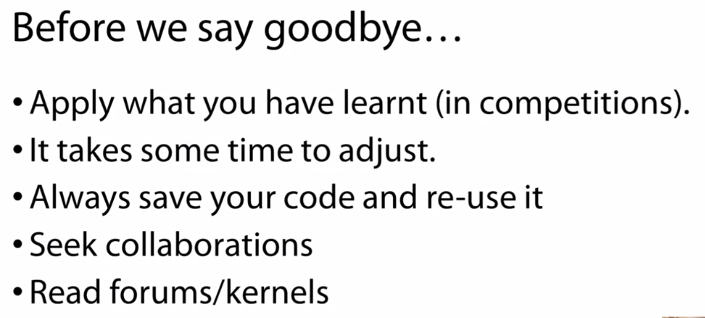 Before we say goodbye…
• Apply what you have learnt (in competitions).
• It takes some time to adjust.
• Always save your code and re-use it
• Seek collaborations
• Read forums/kernels